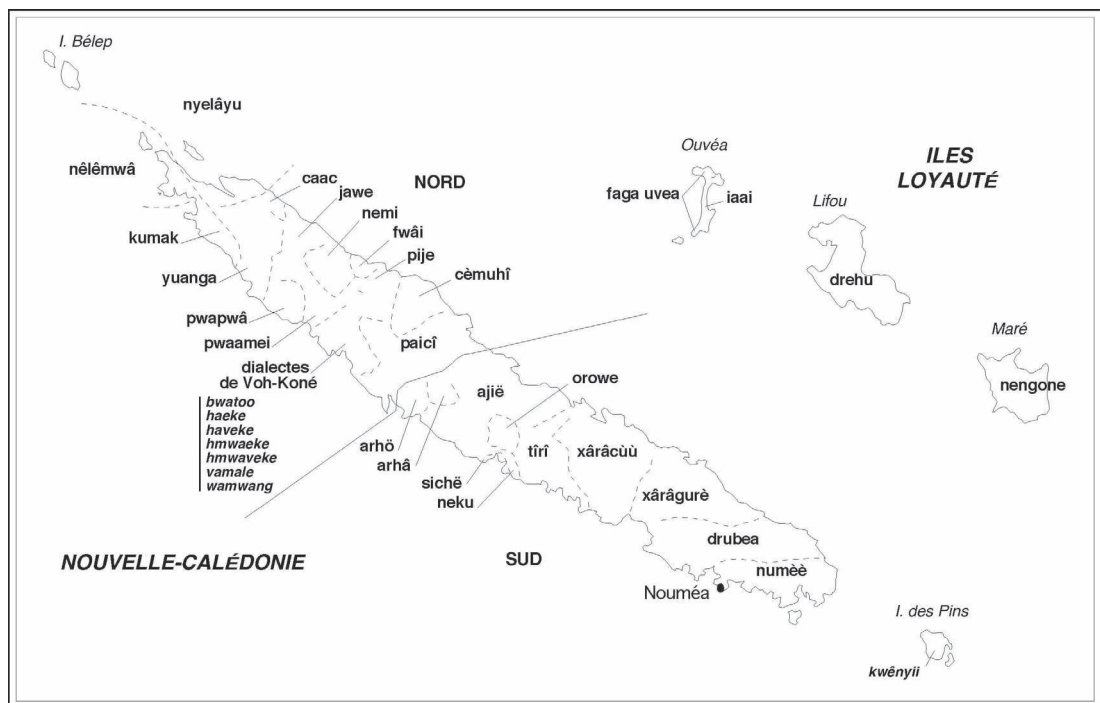 I. Bélep
nyelâyu
nêlêmwâ
caac
NORD
jawe
nemi
fwâi
pije
cèmuhî
kumak
yuanga
pwapwâ
pwaamei
dialectes
de Voh-Koné
bwatoo
haeke
haveke
hmwaeke
hmwaveke
vamale
wamwang
paicî
ajië
orowe
arhö
arhâ
sichë
neku
tîrî
xârâcùù
xârâgurè
drubea
numèè
Nouméa
NOUVELLE-CALÉDONIE
SUD
Ouvéa
faga uvea
iaai
ILES
LOYAUTÉ
Lifou
drehu
Maré
nengone
I. des Pins
kwênyii